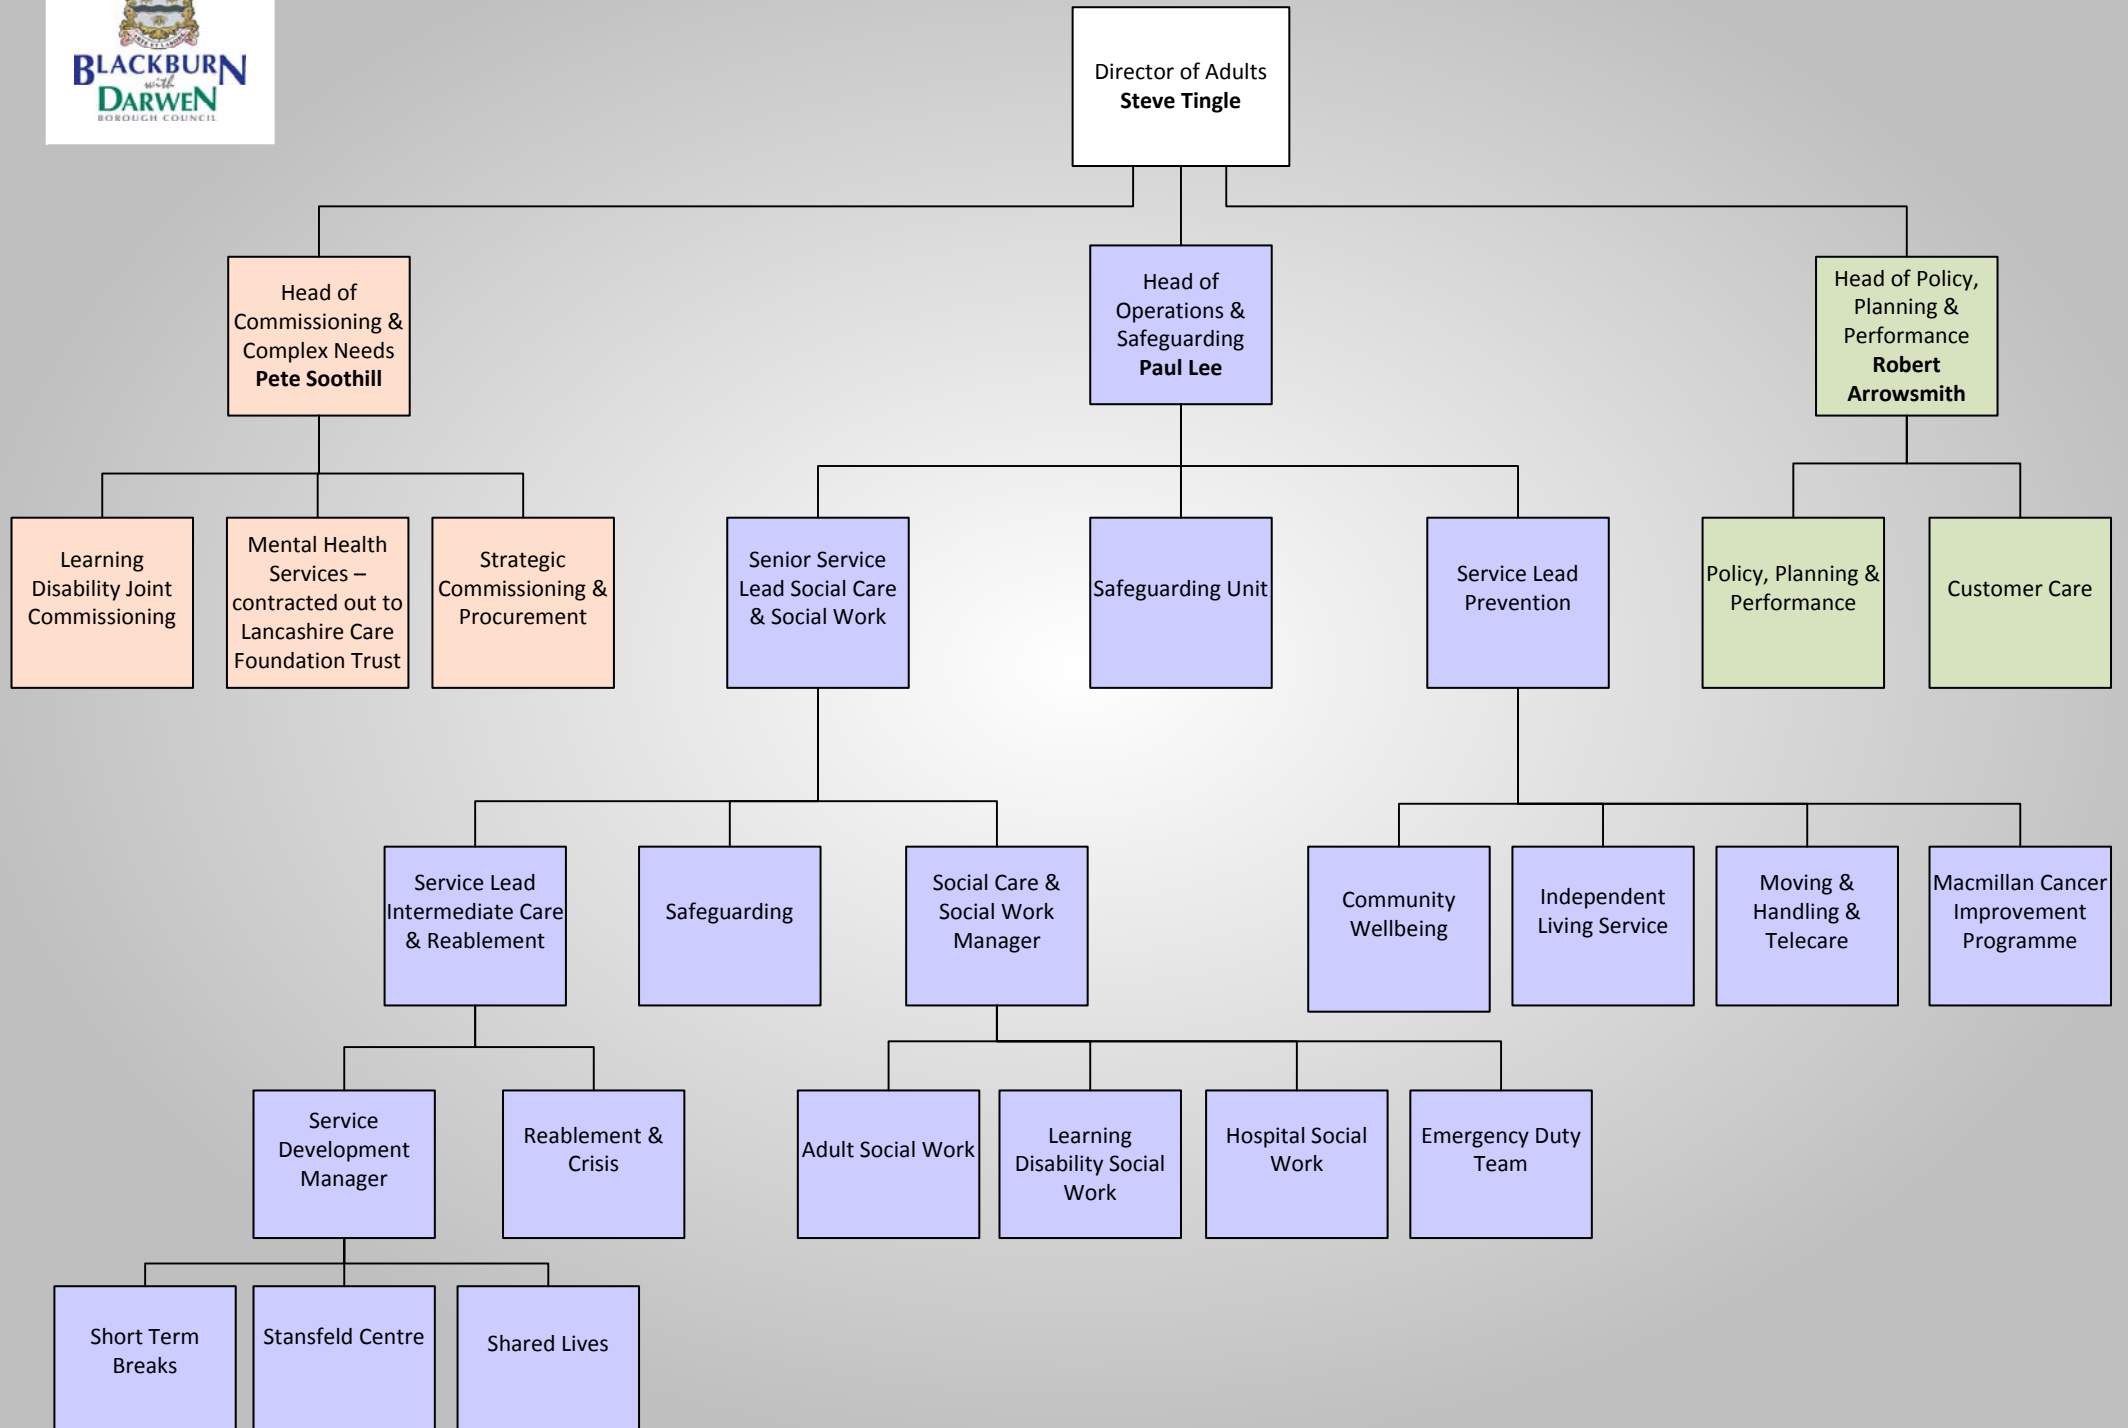 ARTE ET LABORE
BLACKBURN
with
DARWEN
BOROUGH COUNCIL
Director of Adults
Steve Tingle
Head of
Commissioning &
Complex Needs
Pete Soothill
Head of
Operations &
Safeguarding
Paul Lee
Head of Policy,
Planning &
Performance
Robert
Arrowsmith
Learning
Disability Joint
Commissioning
Mental Health
Services –
contracted out to
Lancashire Care
Foundation Trust
Strategic
Commissioning &
Procurement
Senior Service
Lead Social Care
& Social Work
Safeguarding Unit
Service Lead
Prevention
Policy, Planning &
Performance
Customer Care
Service Lead
Intermediate Care
& Reablement
Safeguarding
Social Care &
Social Work
Manager
Community
Wellbeing
Independent
Living Service
Moving &
Handling &
Telecare
Macmillan Cancer
Improvement
Programme
Service
Development
Manager
Reablement &
Crisis
Adult Social Work
Learning
Disability Social
Work
Hospital Social
Work
Emergency Duty
Team
Short Term
Breaks
Stansfeld Centre
Shared Lives